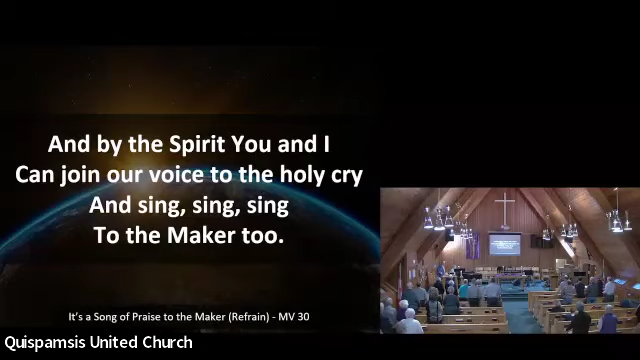 And by the Spirit You and I
Can join our voice to the holy cry
And sing, sing, sing
To the Maker too.
It's a Song of Praise to the Maker (Refrain) - MV 30
Quispamsis United Church